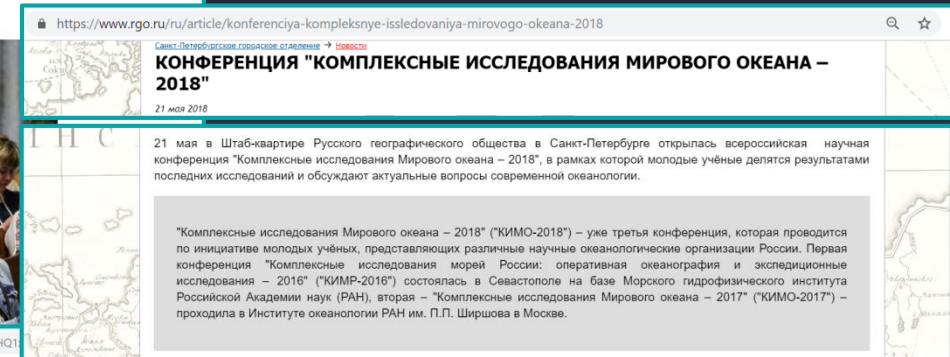 https://www.rgo.ru/ru/article/konferenciya-kompleksnye-issledovaniya-mirovogo-okeana-2018
Санкт-Петербургское городское отделение → Новости
КОНФЕРЕНЦИЯ "КОМПЛЕКСНЫЕ ИССЛЕДОВАНИЯ МИРОВОГО ОКЕАНА –
2018"
21 мая 2018
21 мая в Штаб-квартире Русского географического общества в Санкт-Петербурге открылась всероссийская научная
конференция "Комплексные исследования Мирового океана – 2018", в рамках которой молодые учёные делятся результатами
последних исследований и обсуждают актуальные вопросы современной океанологии.
"Комплексные исследования Мирового океана – 2018" ("КИМО-2018") – уже третья конференция, которая проводится
по инициативе молодых учёных, представляющих различные научные океанологические организации России. Первая
конференция "Комплексные исследования морей России: оперативная океанография и экспедиционные
исследования – 2016" ("КИМР-2016") состоялась в Севастополе на базе Морского гидрофизического института
Российской Академии наук (РАН), вторая – "Комплексные исследования Мирового океана – 2017" ("КИМО-2017") –
проходила в Институте океанологии РАН им. П.П. Ширшова в Москве.